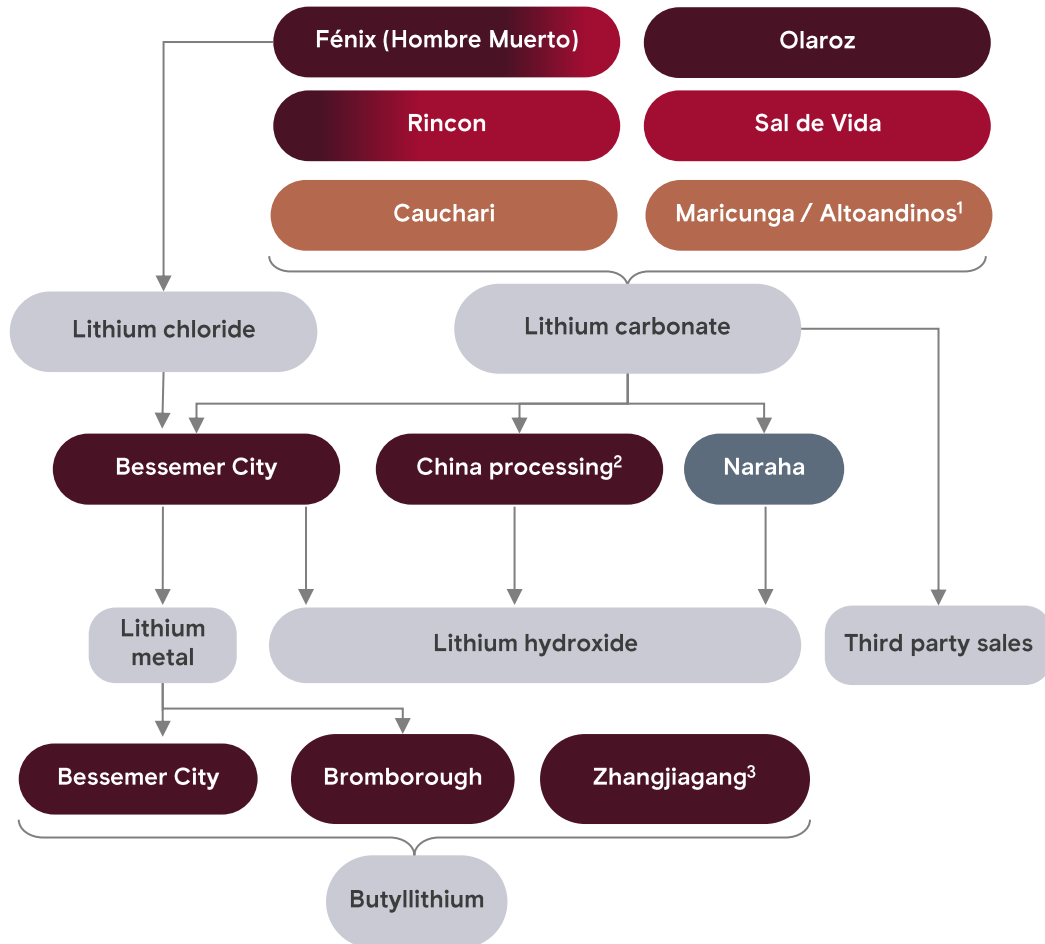 Fénix (Hombre Muerto)
Olaroz
Rincon
Sal de Vida
Cauchari
Maricunga / Altoandinos¹
Lithium chloride
Lithium carbonate
Bessemer City
China processing²
Naraha
Lithium
metal
Lithium hydroxide
Third party sales
Bessemer City
Bromborough
Zhangjiagang³
Butyllithium